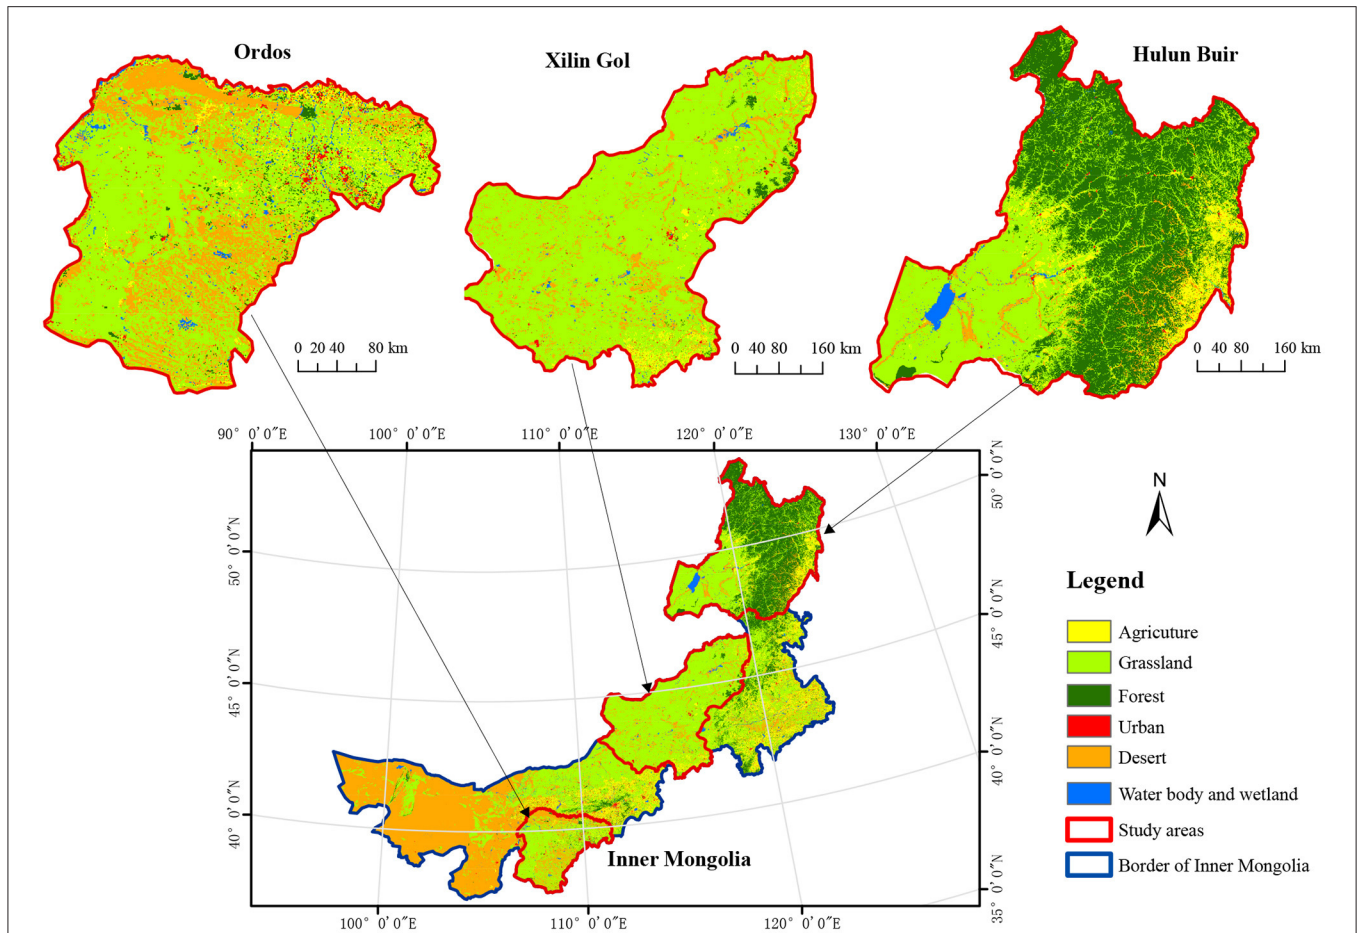 Ordos
Xilin Gol
Hulun Buir
0 20 40 80 km
0 40 80 160 km
0 40 80 160 km
90° 0'0"E
100° 0'0"E
110° 0'0"E
120° 0'0"E
130° 0'0"E
50° 0'0"N
45° 0'0"N
40° 0'0"N
50° 0'0"N
45° 0'0"N
40° 0'0"N
35° 0'0"N
Inner Mongolia
100° 0'0"E
110° 0'0"E
120° 0'0"E
N
Legend
Agricuture
Grassland
Forest
Urban
Desert
Water body and wetland
Study areas
Border of Inner Mongolia